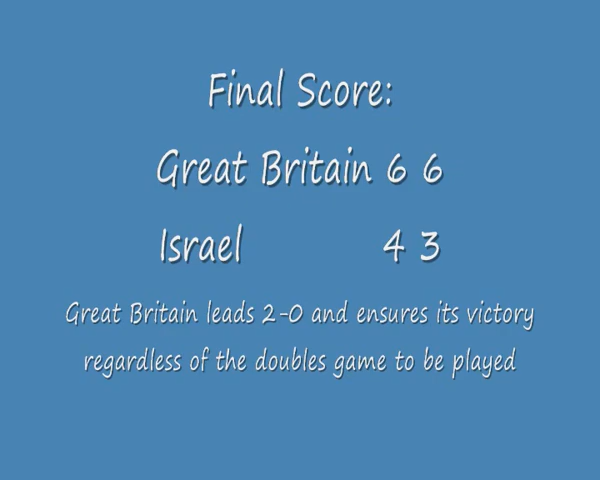 Final Score:
Great Britain 6 6
Israel 4 3
Great Britain leads 2-0 and ensures its victory
regardless of the doubles game to be played